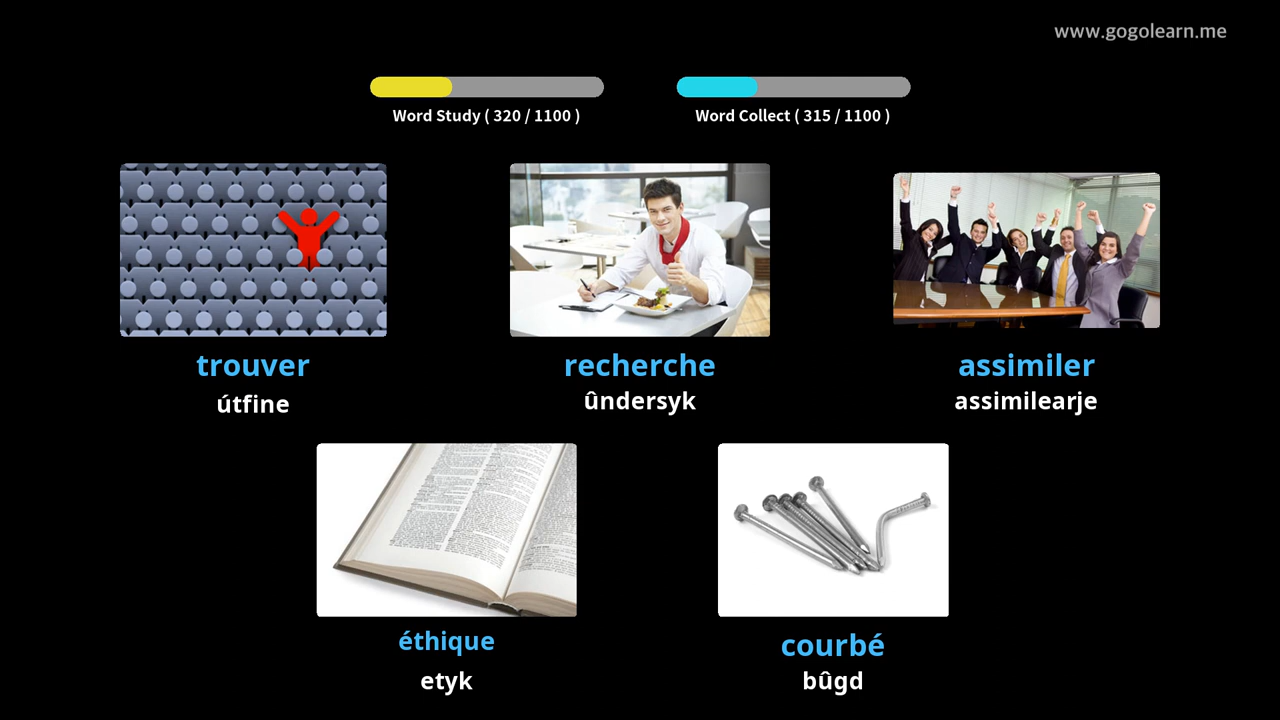 www.gogolearn.me
Word Study ( 320 / 1100 )
Word Collect ( 315 / 1100 )
trouver
útfine
recherche
ûndersyk
assimiler
assimilearje
éthique
etyk
courbé
bûgd